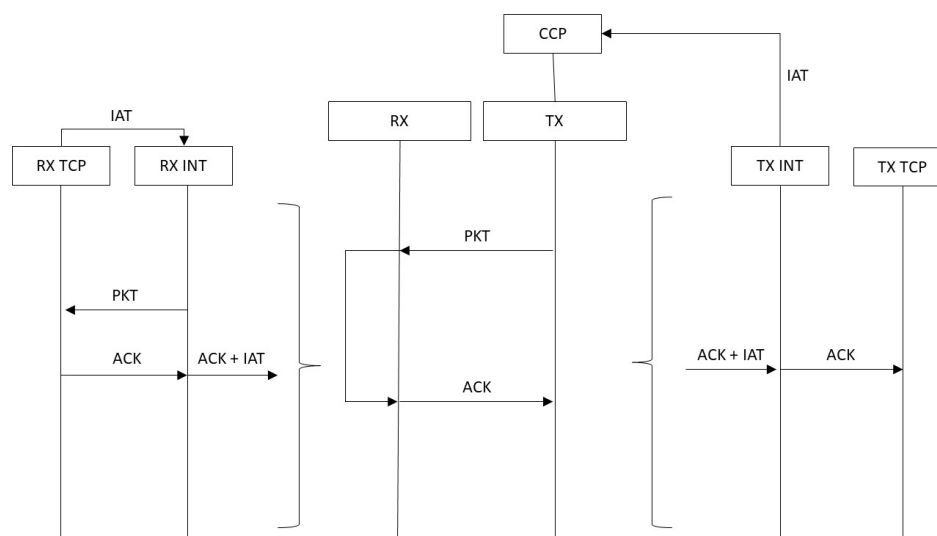 CCP
IAT
IAT
RX
TX
RX TCP
RX INT
TX INT
TX TCP
PKT
PKT
ACK
ACK + IAT
ACK + IAT
ACK
ACK